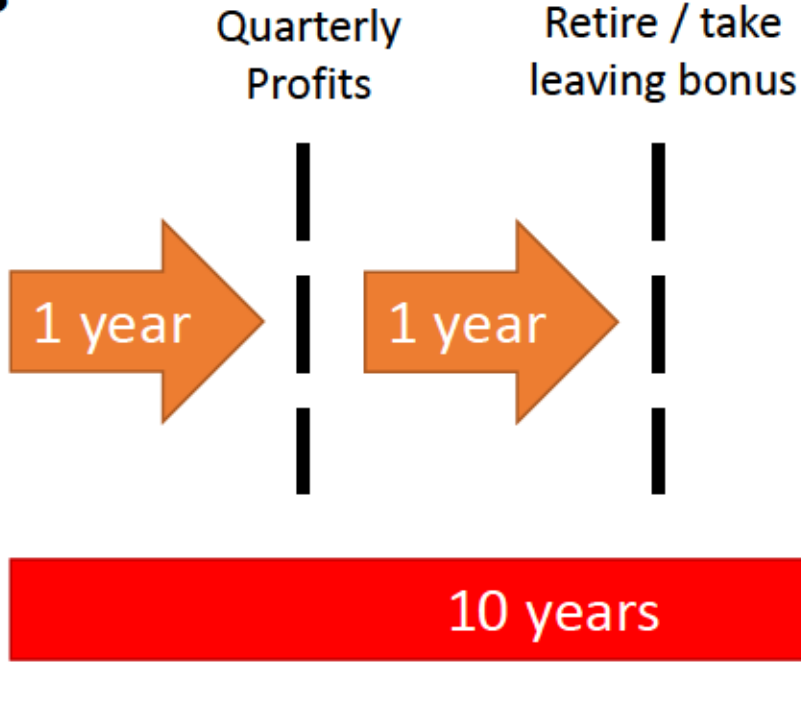 Quarterly
Profits
Retire / take
leaving bonus
1 year
1 year
10 years